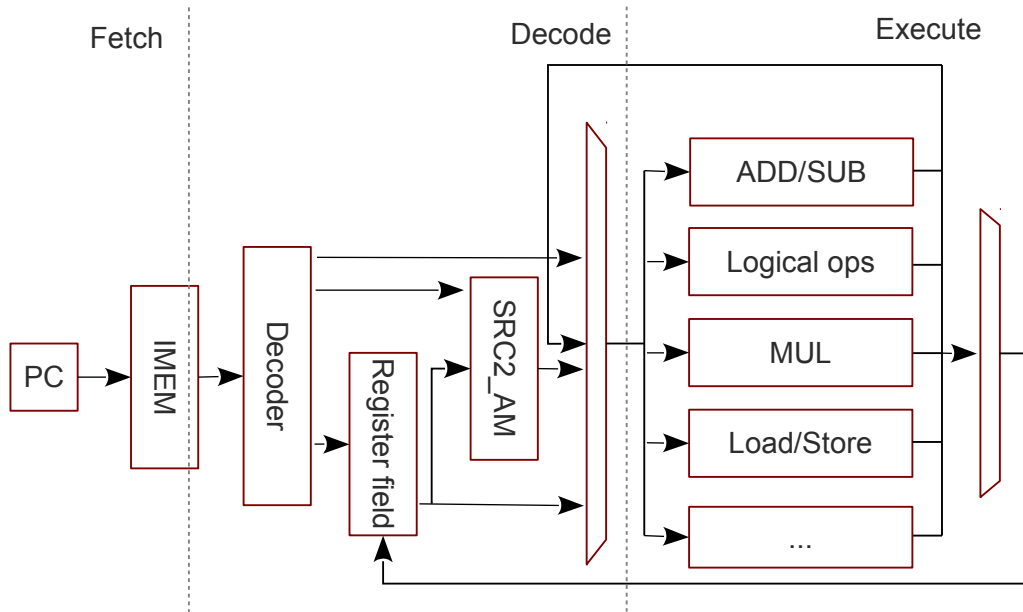 Fetch
Decode
Execute
PC
IMEM
Decoder
Register field
SRC2_AM
ADD/SUB
Logical ops
MUL
Load/Store
...